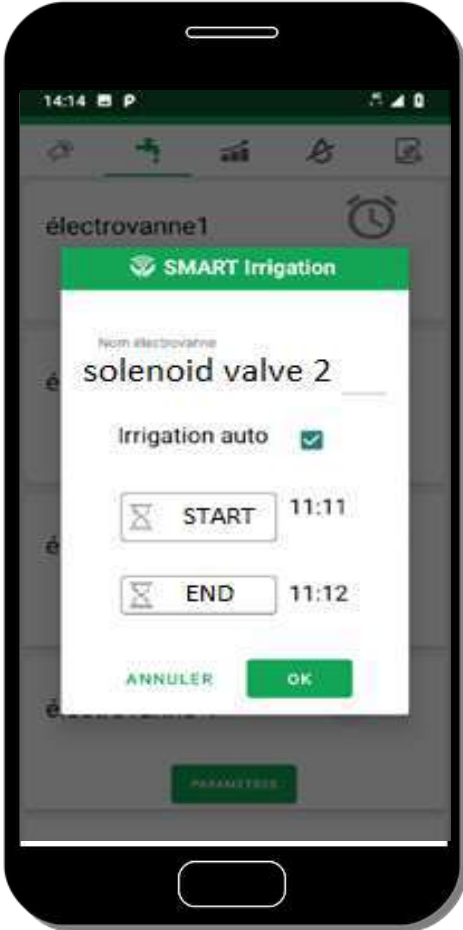 14:14 P
électrovanne1
SMART Irrigation
Nom électrovanne
solenoid valve 2
é
Irrigation auto
START 11:11
é
END 11:12
ANNULER OK
PARAMETRES